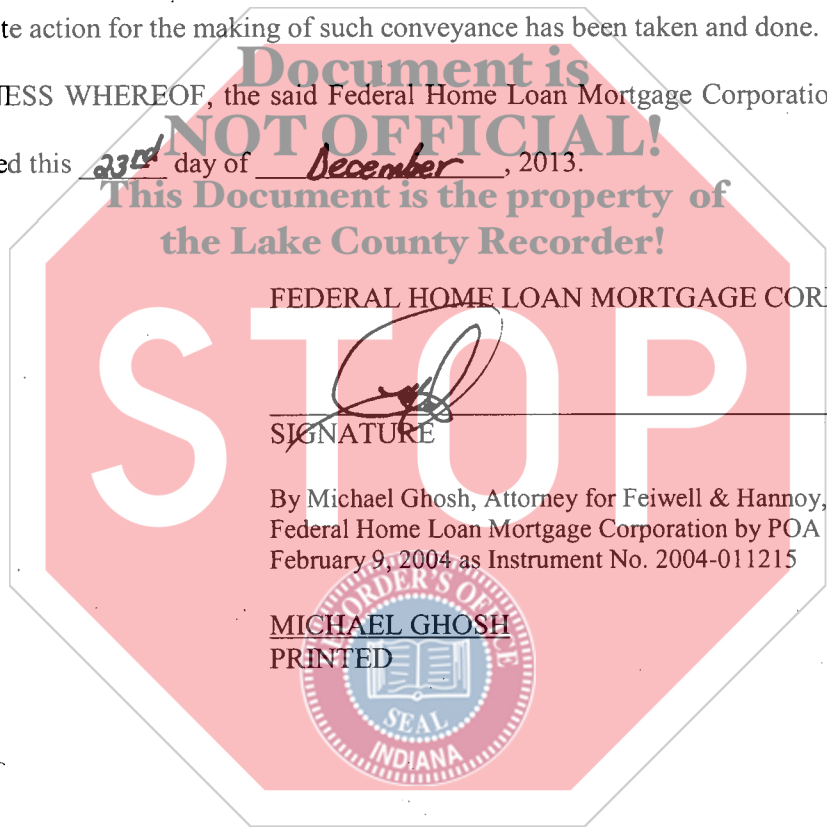 te action for the making of such conveyance has been taken and done.
Document is
ESS WHEREOF, the said Federal Home Loan Mortgage Corporatio
NOT OFFICIAL!
ed this 23rd day of December, 2013.
This Document is the property of
the Lake County Recorder!
FEDERAL HOME LOAN MORTGAGE COR
STOP
SIGNATURE
By Michael Ghosh, Attorney for Feiwell & Hannoy,
Federal Home Loan Mortgage Corporation by POA
February 9, 2004 as Instrument No. 2004-011215
RECORDER'S OFFICE
MICHAEL GHOSH
PRINTED
SEAL
INDIANA